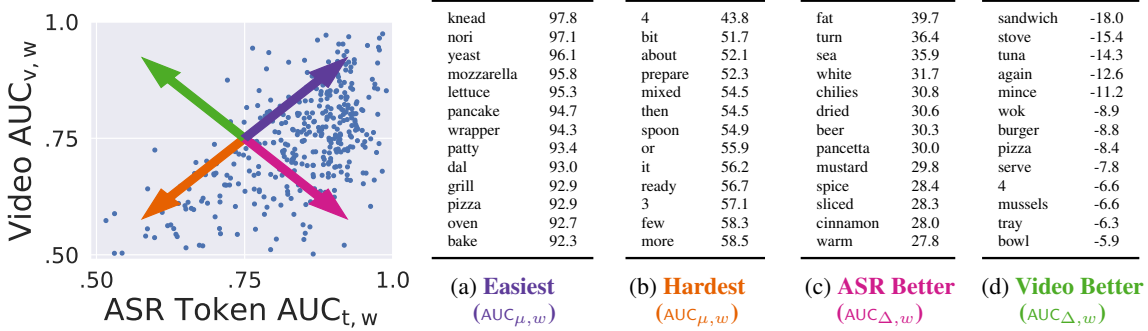 1.0
.75
.50
Video AUCv, w
.50 .75 1.0
ASR Token AUCt, w
knead 97.8
nori 97.1
yeast 96.1
mozzarella 95.8
lettuce 95.3
pancake 94.7
wrapper 94.3
patty 93.4
dal 93.0
grill 92.9
pizza 92.9
oven 92.7
bake 92.3
(a) Easiest
(AUCμ,w)
4 43.8
bit 51.7
about 52.1
prepare 52.3
mixed 54.5
then 54.5
spoon 54.9
or 55.9
it 56.2
ready 56.7
3 57.1
few 58.3
more 58.5
(b) Hardest
(AUCμ,w)
fat 39.7
turn 36.4
sea 35.9
white 31.7
chilies 30.8
dried 30.6
beer 30.3
pancetta 30.0
mustard 29.8
spice 28.4
sliced 28.3
cinnamon 28.0
warm 27.8
(c) ASR Better
(AUCΔ,w)
sandwich -18.0
stove -15.4
tuna -14.3
again -12.6
mince -11.2
wok -8.9
burger -8.8
pizza -8.4
serve -7.8
4 -6.6
mussels -6.6
tray -6.3
bowl -5.9
(d) Video Better
(AUCΔ,w)